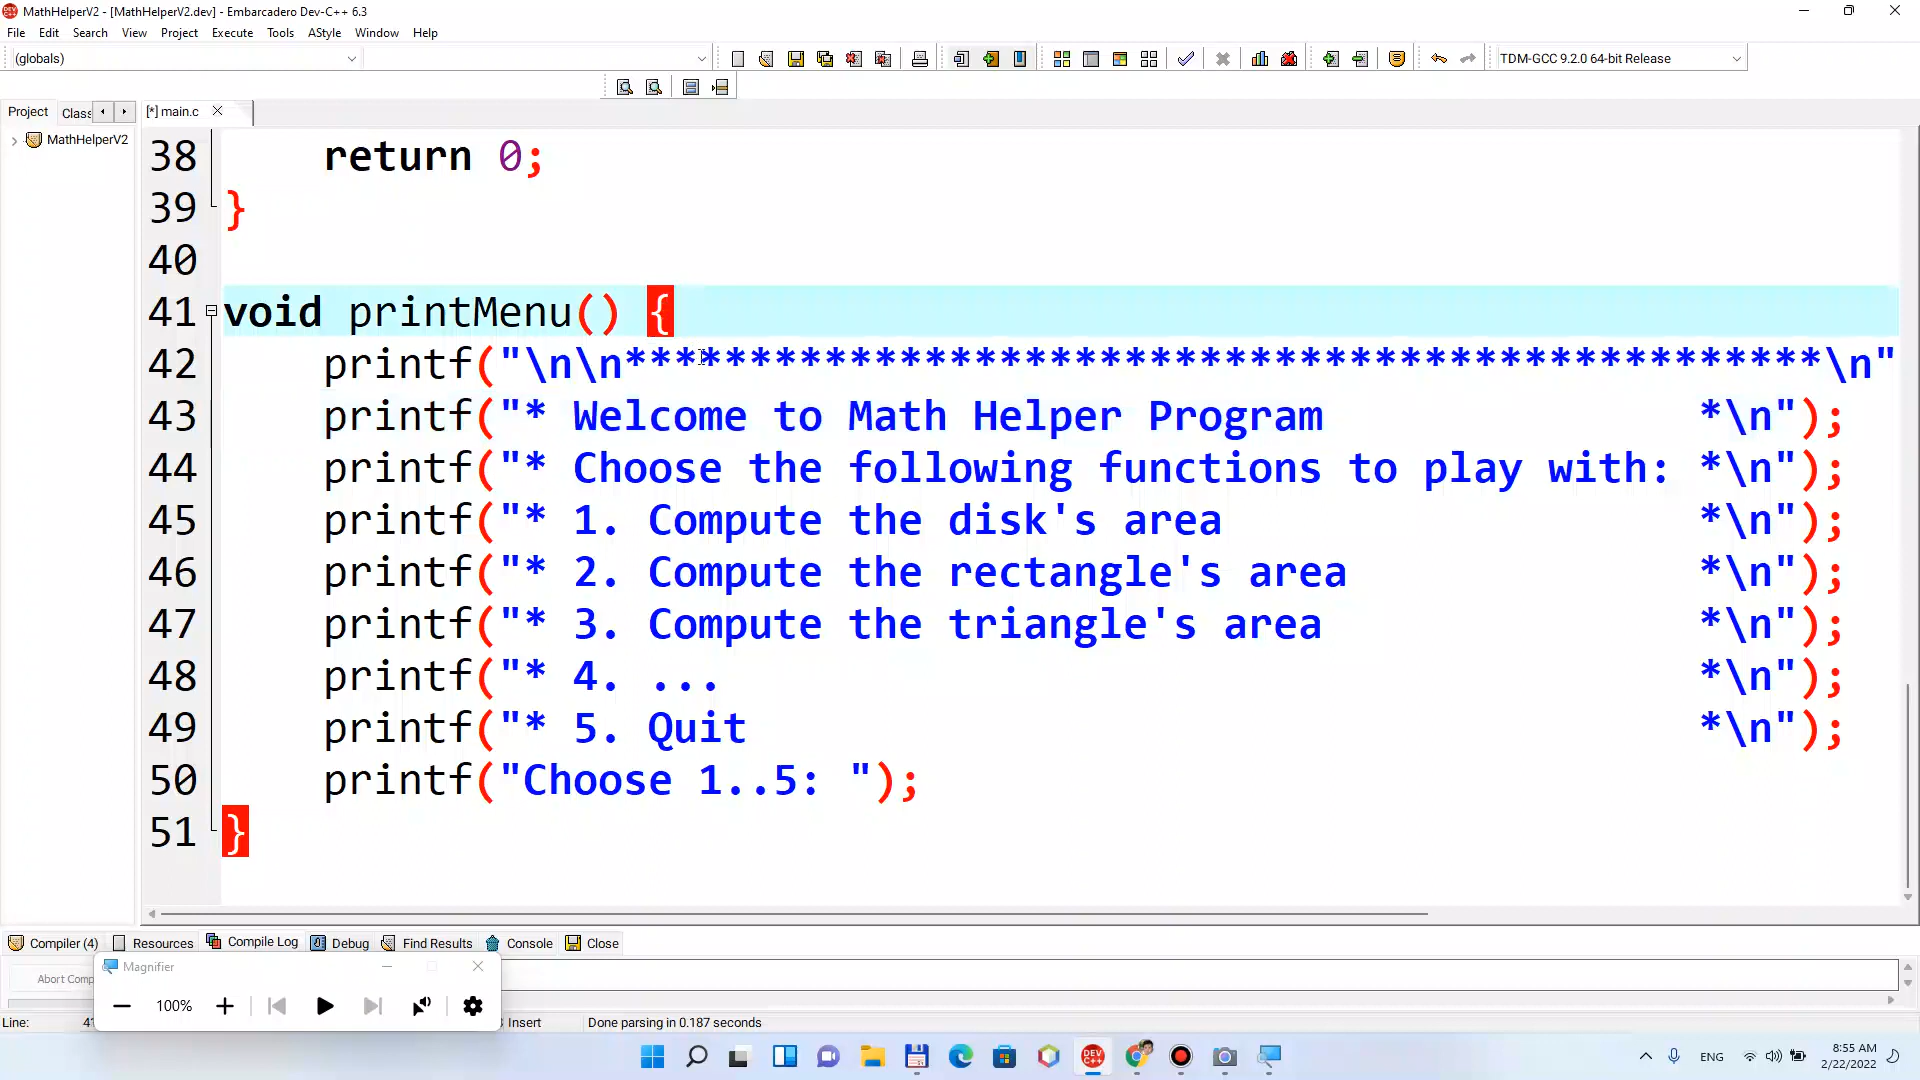 MathHelperV2 - [MathHelperV2.dev] - Embarcadero Dev-C++ 6.3
File Edit Search View Project Execute Tools AStyle Window Help
(globals)
TDM-GCC 9.2.0 64-bit Release
Project Class
[*] main.c
MathHelperV2
38 return 0;
39 }
40
41 void printMenu() {
42 printf("\n\n************************************************\n"
43 printf("* Welcome to Math Helper Program               *\n");
44 printf("* Choose the following functions to play with: *\n");
45 printf("* 1. Compute the disk's area                   *\n");
46 printf("* 2. Compute the rectangle's area              *\n");
47 printf("* 3. Compute the triangle's area               *\n");
48 printf("* 4. ...                                       *\n");
49 printf("* 5. Quit                                      *\n");
50 printf("Choose 1..5: ");
51 }
Compiler (4) Resources Compile Log Debug Find Results Console Close
Magnifier
Abort Comp
100%
Line: 41 Insert Done parsing in 0.187 seconds
DEV C++
ENG
8:55 AM
2/22/2022